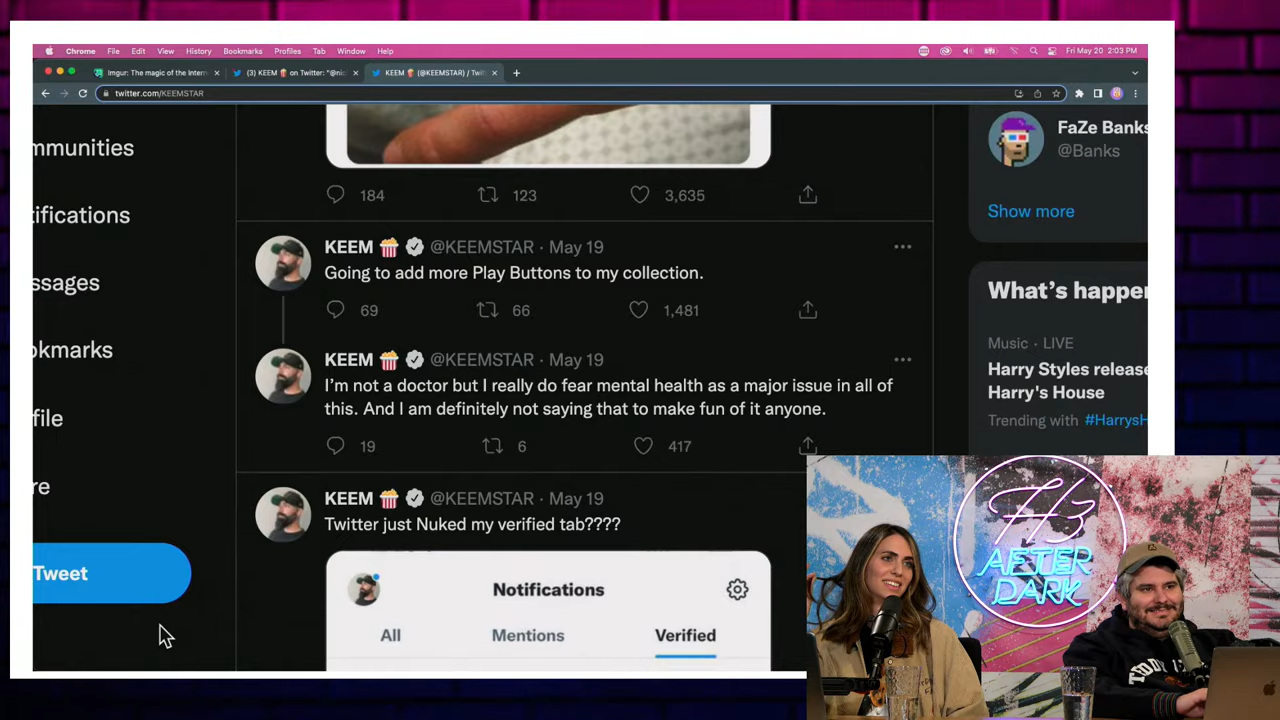 Chrome File Edit View History Bookmarks Profiles Tab Window Help
Fri May 20 2:03 PM
Imgur: The magic of the Intern
(3) KEEM 🍿 on Twitter: "@nic
KEEM 🍿 (@KEEMSTAR) / Twit
twitter.com/KEEMSTAR
mmunities
tifications
ssages
okmarks
file
re
Tweet
184 123 3,635
KEEM 🍿 @KEEMSTAR · May 19
Going to add more Play Buttons to my collection.
69 66 1,481
KEEM 🍿 @KEEMSTAR · May 19
I'm not a doctor but I really do fear mental health as a major issue in all of
this. And I am definitely not saying that to make fun of it anyone.
19 6 417
KEEM 🍿 @KEEMSTAR · May 19
Twitter just Nuked my verified tab????
Notifications
All Mentions Verified
FaZe Banks
@Banks
Show more
What's happen
Music · LIVE
Harry Styles release
Harry's House
Trending with #HarrysH
H3
AFTER
DARK